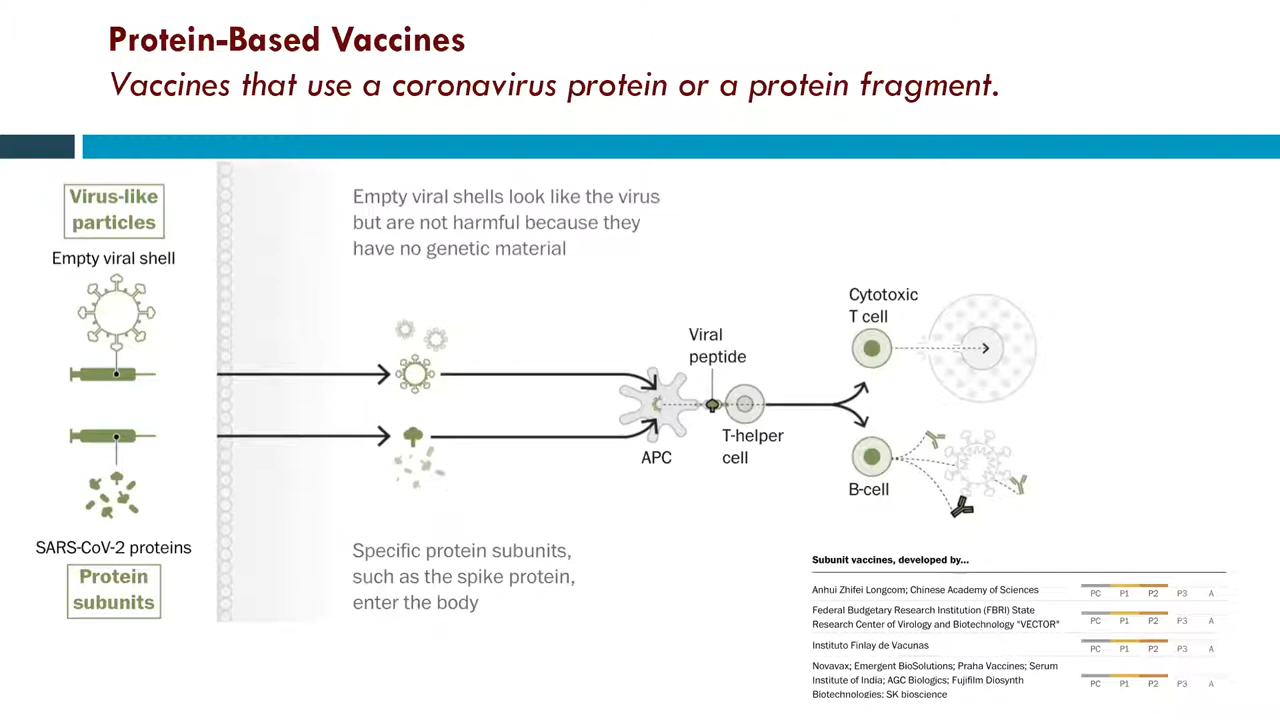 Protein-Based Vaccines
Vaccines that use a coronavirus protein or a protein fragment.
Virus-like
particles
Empty viral shell
Empty viral shells look like the virus
but are not harmful because they
have no genetic material
Cytotoxic
T cell
Viral
peptide
T-helper
cell
APC
B-cell
SARS-CoV-2 proteins
Protein
subunits
Specific protein subunits,
such as the spike protein,
enter the body
Subunit vaccines, developed by...
Anhui Zhifei Longcom; Chinese Academy of Sciences
PC P1 P2 P3 A
Federal Budgetary Research Institution (FBRI) State
Research Center of Virology and Biotechnology "VECTOR"
PC P1 P2 P3 A
Instituto Finlay de Vacunas
PC P1 P2 P3 A
Novavax; Emergent BioSolutions; Praha Vaccines; Serum
Institute of India; AGC Biologics; Fujifilm Diosynth
Biotechnologies; SK bioscience
PC P1 P2 P3 A